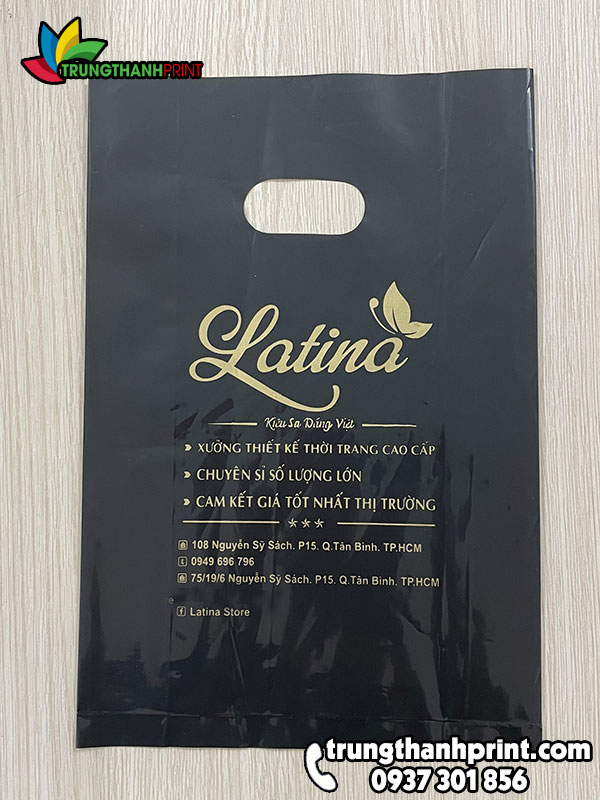 TRUNGTHANHPRINT
Latina
Kiêu Sa Dáng Việt
XƯỞNG THIẾT KẾ THỜI TRANG CAO CẤP
CHUYÊN SỈ SỐ LƯỢNG LỚN
CAM KẾT GIÁ TỐT NHẤT THỊ TRƯỜNG
108 Nguyễn Sỹ Sách. P15. Q.Tân Bình. TP.HCM
0949 696 796
75/19/6 Nguyễn Sỹ Sách. P15. Q.Tân Bình. TP.HCM
Latina Store
trungthanhprint.com
0937 301 856